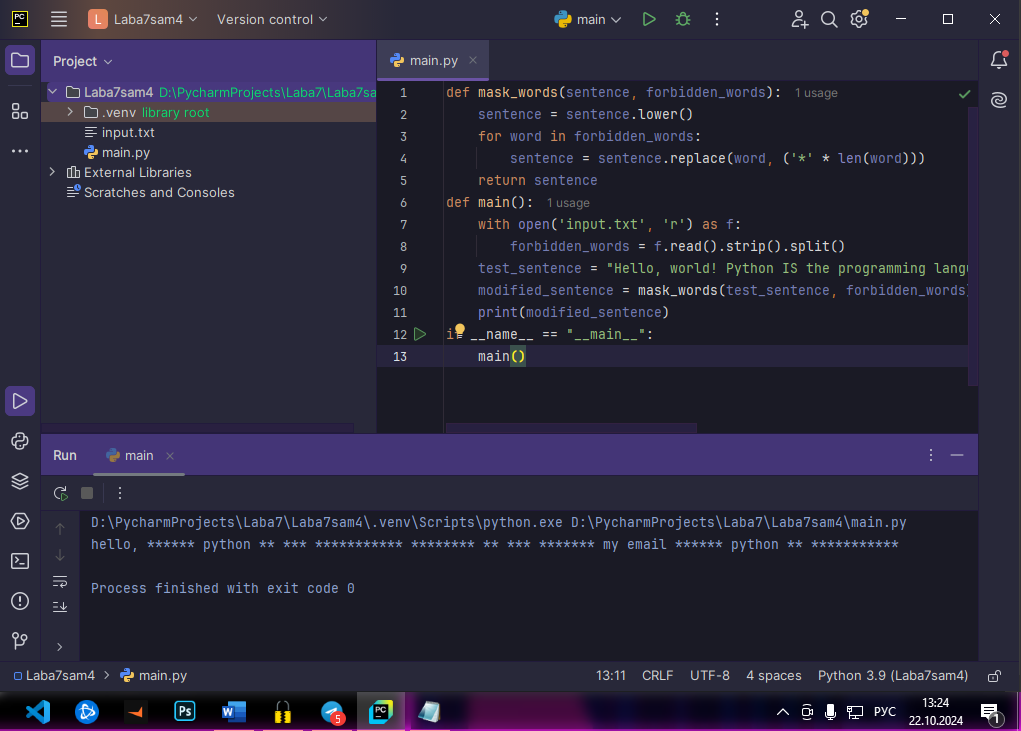 PC
L Laba7sam4 Version control main
Project
main.py
Laba7sam4 D:\PycharmProjects\Laba7\Laba7sa
.venv library root
input.txt
main.py
External Libraries
Scratches and Consoles
1 def mask_words(sentence, forbidden_words): 1 usage
2 sentence = sentence.lower()
3 for word in forbidden_words:
4 sentence = sentence.replace(word, ('*' * len(word)))
5 return sentence
6 def main(): 1 usage
7 with open('input.txt', 'r') as f:
8 forbidden_words = f.read().strip().split()
9 test_sentence = "Hello, world! Python IS the programming langu
10 modified_sentence = mask_words(test_sentence, forbidden_words)
11 print(modified_sentence)
12 if __name__ == "__main__":
13 main()
Run main
D:\PycharmProjects\Laba7\Laba7sam4\.venv\Scripts\python.exe D:\PycharmProjects\Laba7\Laba7sam4\main.py
hello, ****** python ** *** *********** ******** ** *** ******* my email ****** python ** ***********
Process finished with exit code 0
Laba7sam4 main.py 13:11 CRLF UTF-8 4 spaces Python 3.9 (Laba7sam4)
Ps W 5 PC РУС 13:24
22.10.2024 1